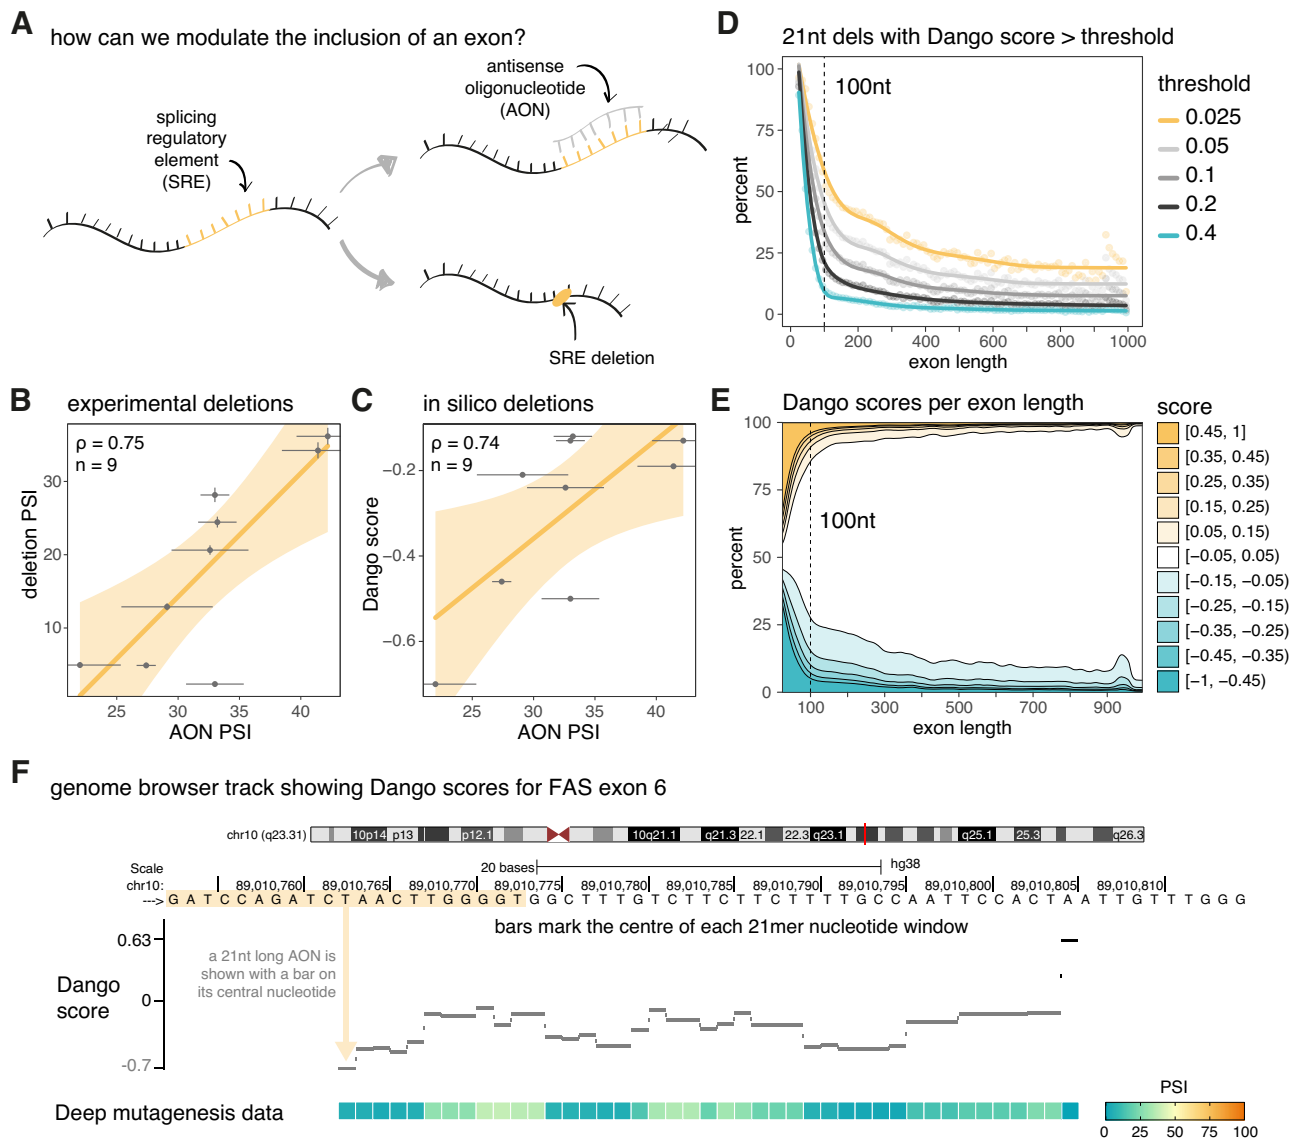 A
how can we modulate the inclusion of an exon?
splicing
regulatory
element
(SRE)
antisense
oligonucleotide
(AON)
SRE deletion
D
21nt dels with Dango score > threshold
100
75
50
25
0
percent
100nt
0
200
400
600
800
1000
exon length
threshold
0.025
0.05
0.1
0.2
0.4
B
experimental deletions
ρ = 0.75
n = 9
30
20
10
deletion PSI
25
30
35
40
AON PSI
C
in silico deletions
ρ = 0.74
n = 9
−0.2
−0.4
−0.6
Dango score
25
30
35
40
AON PSI
E
Dango scores per exon length
100
75
50
25
0
percent
100nt
100
300
500
700
900
exon length
score
[0.45, 1]
[0.35, 0.45)
[0.25, 0.35)
[0.15, 0.25)
[0.05, 0.15)
[−0.05, 0.05)
[−0.15, −0.05)
[−0.25, −0.15)
[−0.35, −0.25)
[−0.45, −0.35)
[−1, −0.45)
F
genome browser track showing Dango scores for FAS exon 6
chr10 (q23.31)
10p14 p13 p12.1 10q21.1 q21.3 22.1 22.3 q23.1 q25.1 25.3 q26.3
Scale 20 bases hg38
chr10: 89,010,760 89,010,765 89,010,770 89,010,775 89,010,780 89,010,785 89,010,790 89,010,795 89,010,800 89,010,805 89,010,810
---> G A T C C A G A T C T A A C T T G G G G T G G C T T T G T C T T C T T C T T T T G C C A A T T C C A C T A A T T G T T T G G G
bars mark the centre of each 21mer nucleotide window
a 21nt long AON is
shown with a bar on
its central nucleotide
0.63
0
-0.7
Dango
score
Deep mutagenesis data
PSI
0 25 50 75 100